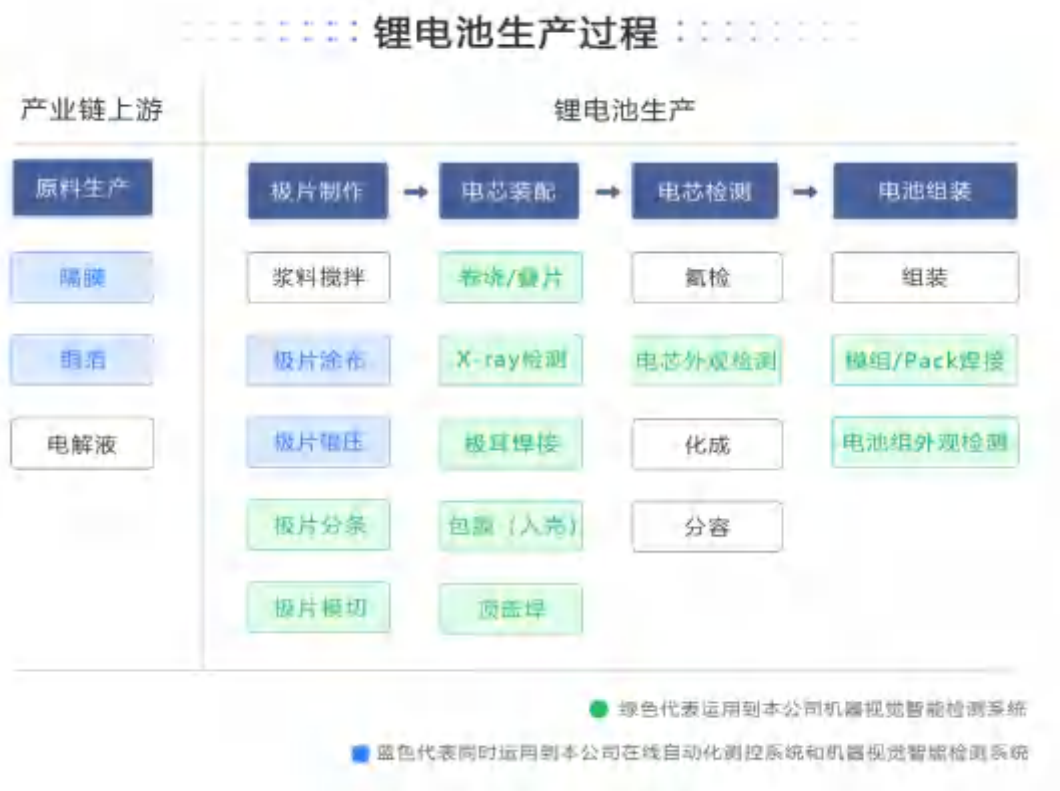 锂电池生产过程
产业链上游
锂电池生产
原料生产
极片制作
电芯装配
电芯检测
电池组装
隔膜
浆料搅拌
卷绕/叠片
氦检
组装
铜箔
极片涂布
X-ray检测
电芯外观检测
模组/Pack焊接
电解液
极片辊压
极耳焊接
化成
电池组外观检测
极片分条
包膜（入壳）
分容
极片模切
顶盖焊
绿色代表运用到本公司机器视觉智能检测系统
蓝色代表同时运用到本公司在线自动化测控系统和机器视觉智能检测系统